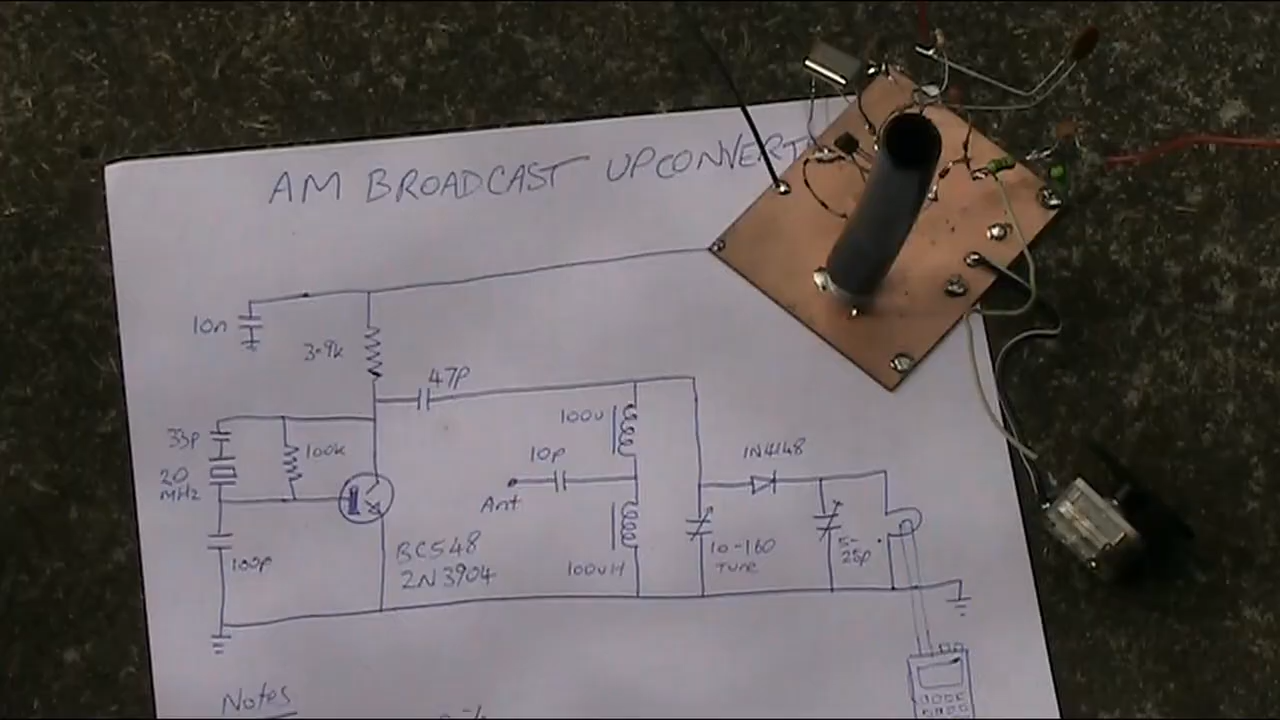 AM BROADCAST UPCONVERT
10n
3.9k
47P
100u
33p
20
MHz
100k
10p
Ant
1N4148
BC548
2N3904
100p
100uH
10-160
Tune
5-
25p
Notes